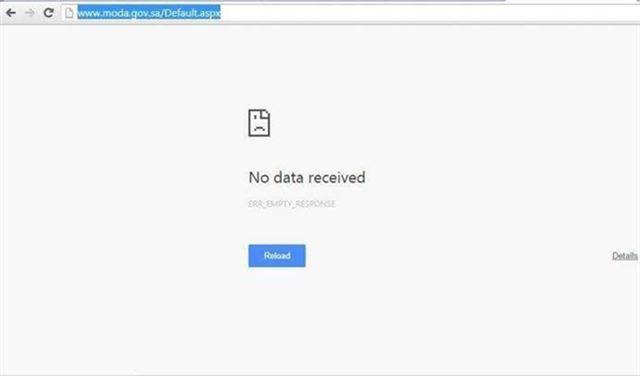 www.moda.gov.sa/Default.aspx
No data received
ERR_EMPTY_RESPONSE
Reload
Details